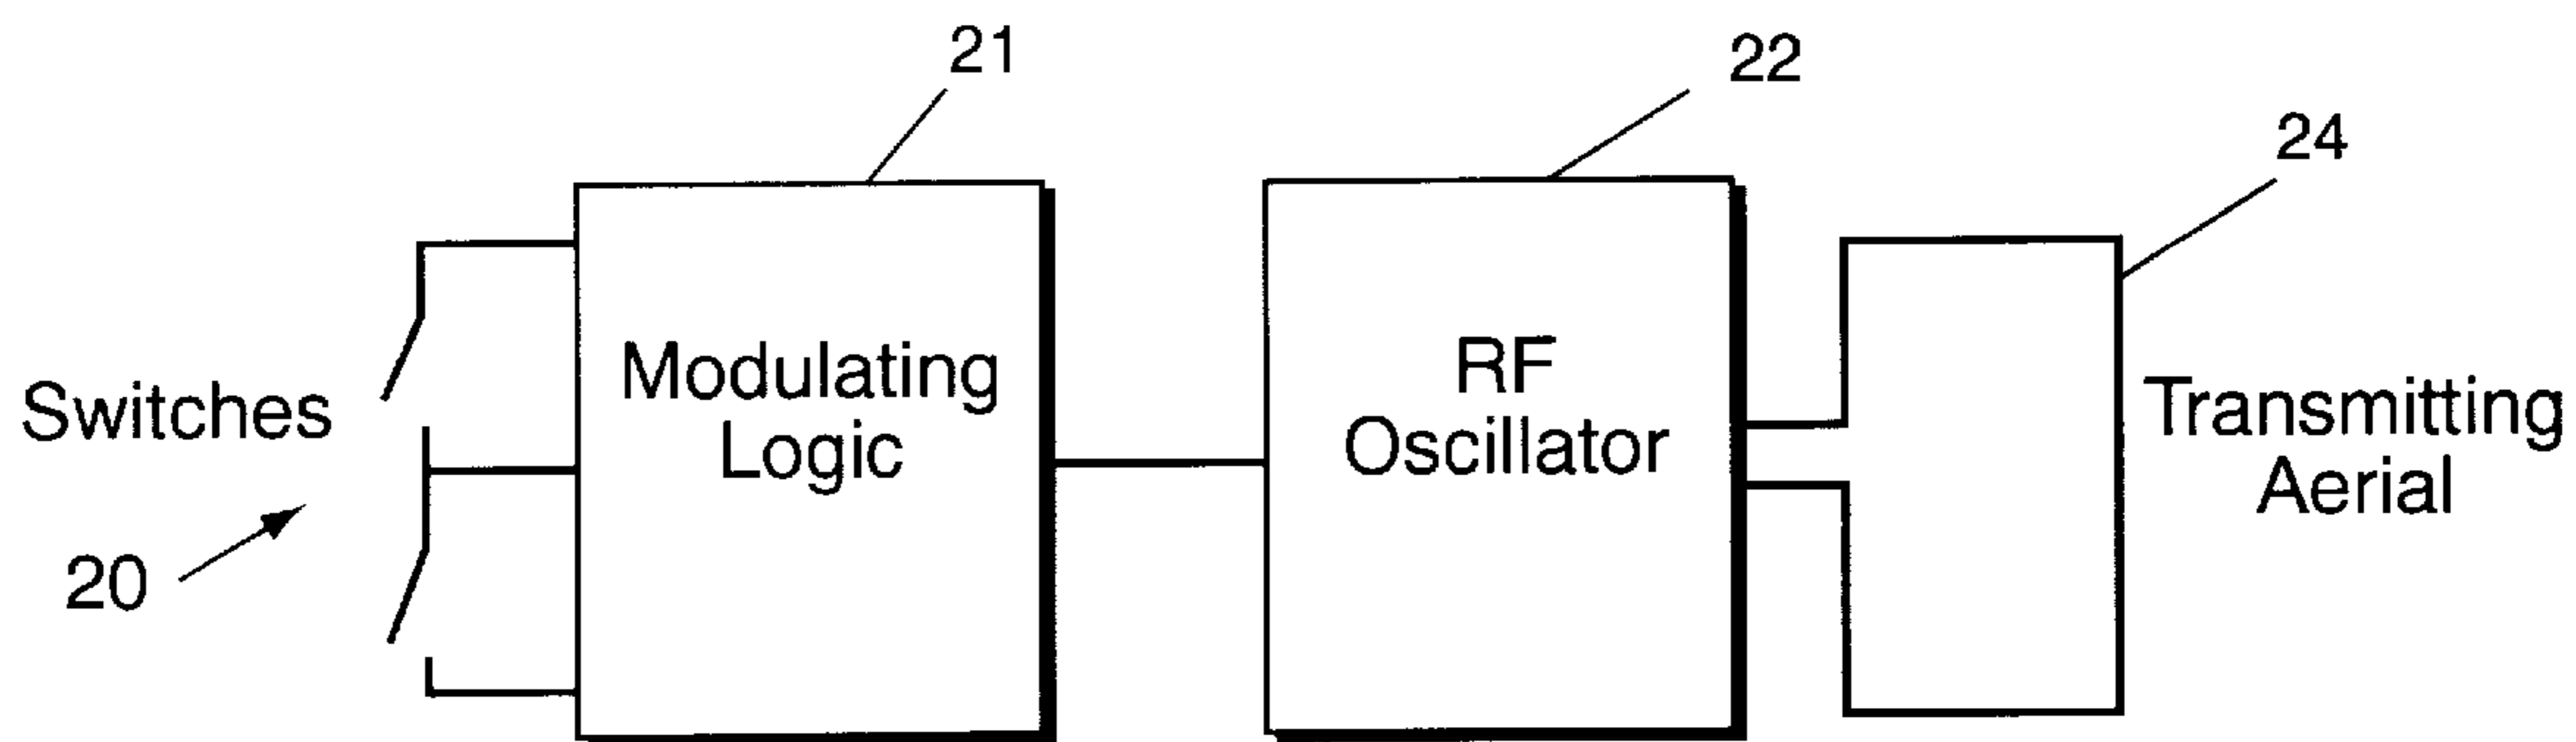 21
22
24
Switches
20
Modulating
Logic
RF
Oscillator
Transmitting
Aerial